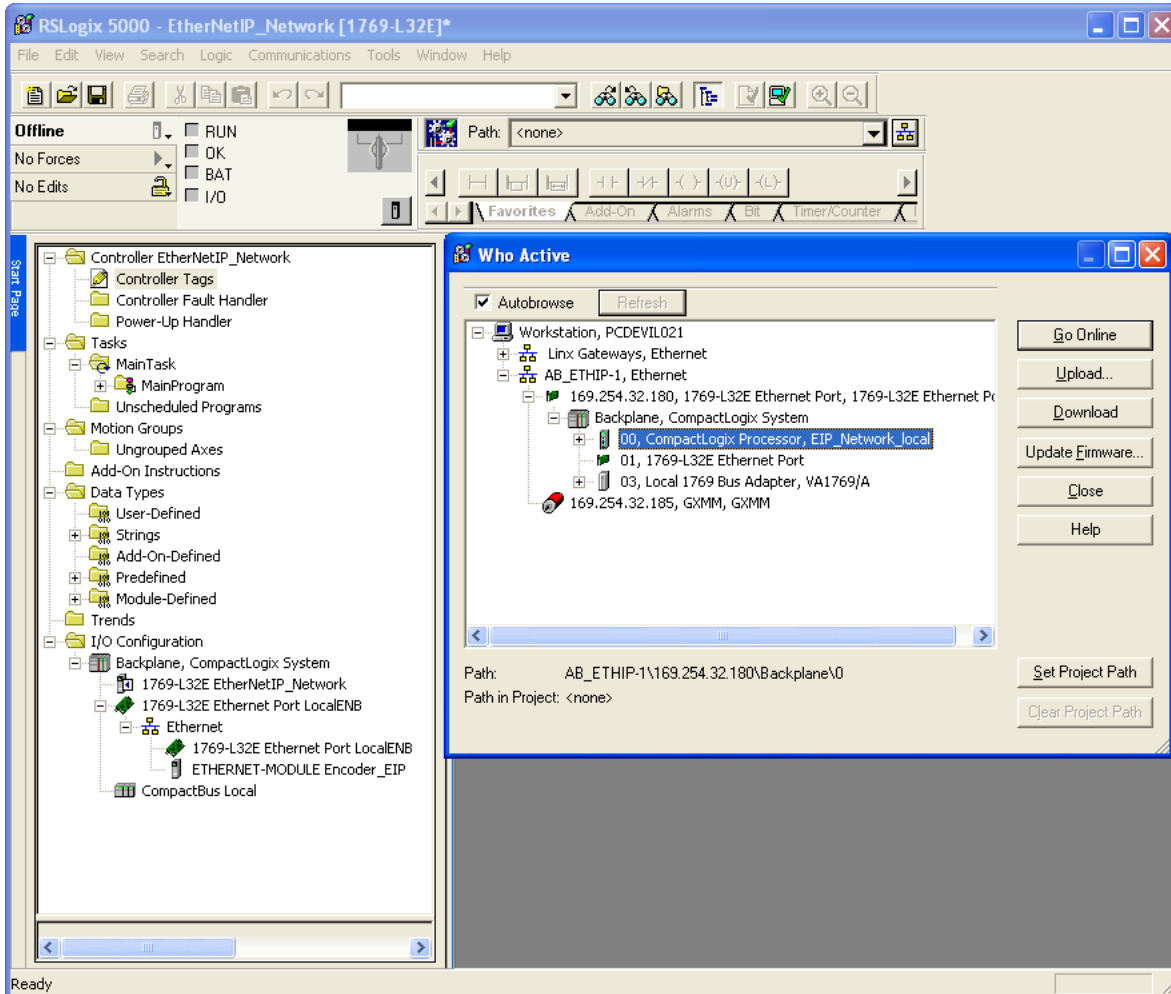 RSLogix 5000 - EtherNetIP_Network [1769-L32E]*
File Edit View Search Logic Communications Tools Window Help
Offline
RUN
No Forces
OK
BAT
No Edits
I/O
Path: <none>
Favorites Add-On Alarms Bit Timer/Counter
Start Page
Controller EtherNetIP_Network
Controller Tags
Controller Fault Handler
Power-Up Handler
Tasks
MainTask
MainProgram
Unscheduled Programs
Motion Groups
Ungrouped Axes
Add-On Instructions
Data Types
User-Defined
Strings
Add-On-Defined
Predefined
Module-Defined
Trends
I/O Configuration
Backplane, CompactLogix System
1769-L32E EtherNetIP_Network
1769-L32E Ethernet Port LocalENB
Ethernet
1769-L32E Ethernet Port LocalENB
ETHERNET-MODULE Encoder_EIP
CompactBus Local
Who Active
Autobrowse Refresh
Workstation, PCDEVIL021
Linx Gateways, Ethernet
AB_ETHIP-1, Ethernet
169.254.32.180, 1769-L32E Ethernet Port, 1769-L32E Ethernet Po
Backplane, CompactLogix System
00, CompactLogix Processor, EIP_Network_local
01, 1769-L32E Ethernet Port
03, Local 1769 Bus Adapter, VA1769/A
169.254.32.185, GXMM, GXMM
Go Online
Upload...
Download
Update Firmware...
Close
Help
Path: AB_ETHIP-1\169.254.32.180\Backplane\0
Path in Project: <none>
Set Project Path
Clear Project Path
Ready